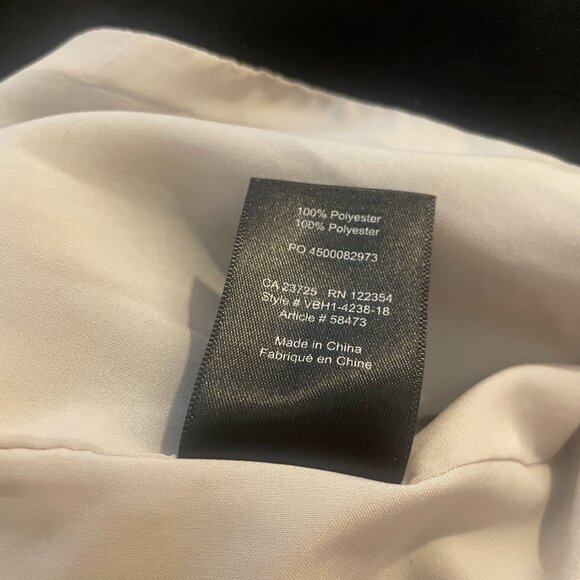 100% Polyester
100% Polyester
PO 4500082973
CA 23725 RN 122354
Style # VBH1-4238-18
Article # 58473
Made in China
Fabriqué en Chine